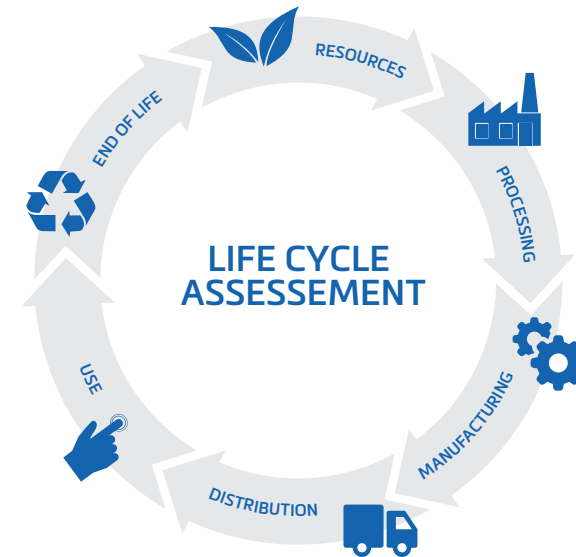 LIFE CYCLE
ASSESSEMENT
RESOURCES
PROCESSING
MANUFACTURING
DISTRIBUTION
USE
END OF LIFE